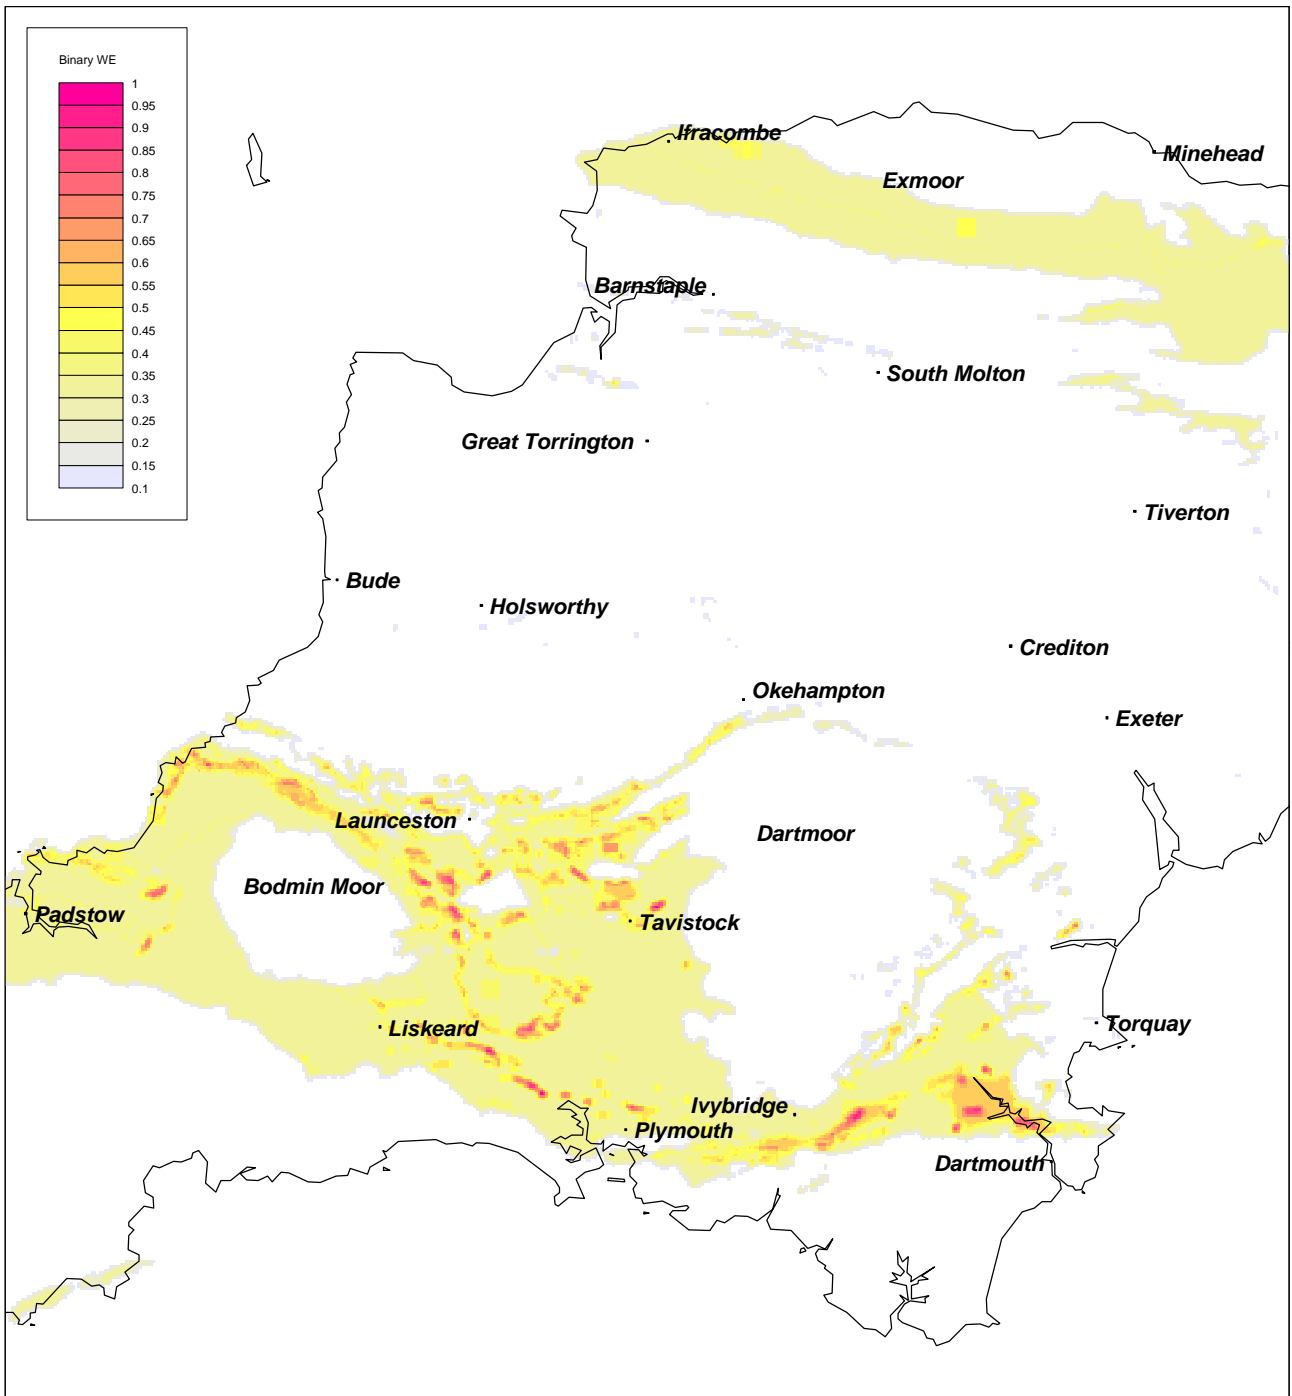 Binary WE
1
0.95
0.9
0.85
0.8
0.75
0.7
0.65
0.6
0.55
0.5
0.45
0.4
0.35
0.3
0.25
0.2
0.15
0.1
Ifracombe
Minehead
Exmoor
Barnstaple
South Molton
Great Torrington
Tiverton
Bude
Holsworthy
Crediton
Okehampton
Exeter
Launceston
Dartmoor
Bodmin Moor
Padstow
Tavistock
Liskeard
Torquay
Ivybridge
Plymouth
Dartmouth